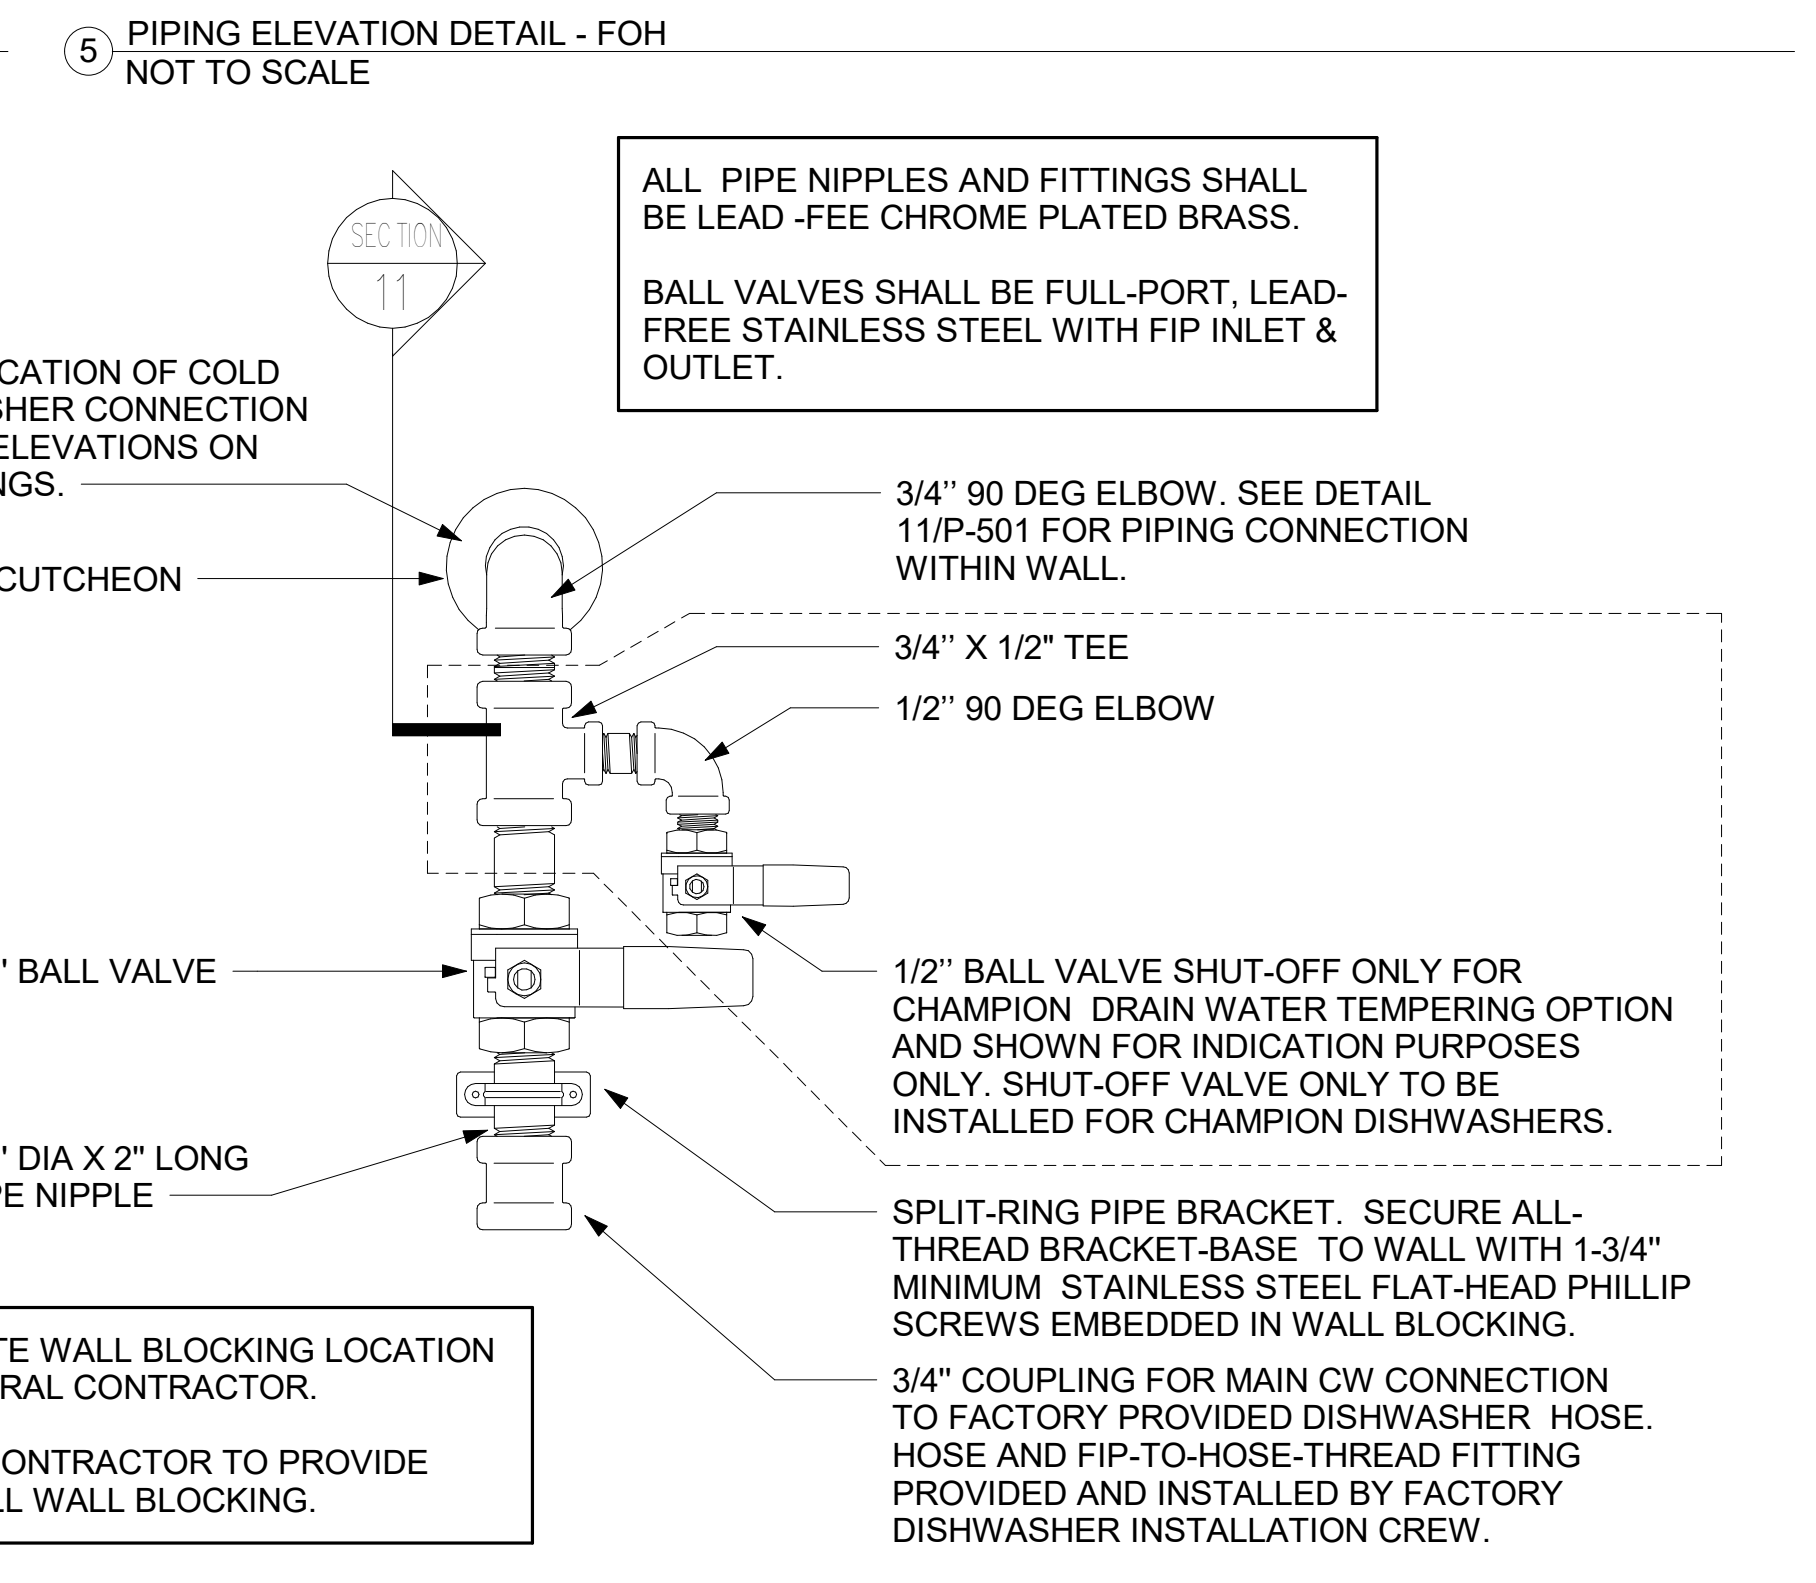 5
PIPING ELEVATION DETAIL - FOH
NOT TO SCALE
ALL PIPE NIPPLES AND FITTINGS SHALL
BE LEAD -FEE CHROME PLATED BRASS.
BALL VALVES SHALL BE FULL-PORT, LEAD-
FREE STAINLESS STEEL WITH FIP INLET &
OUTLET.
SECTION
11
CATION OF COLD
SHER CONNECTION
ELEVATIONS ON
NGS.
CUTCHEON
3/4’’ 90 DEG ELBOW. SEE DETAIL
11/P-501 FOR PIPING CONNECTION
WITHIN WALL.
3/4’’ X 1/2" TEE
1/2’’ 90 DEG ELBOW
' BALL VALVE
1/2’’ BALL VALVE SHUT-OFF ONLY FOR
CHAMPION DRAIN WATER TEMPERING OPTION
AND SHOWN FOR INDICATION PURPOSES
ONLY. SHUT-OFF VALVE ONLY TO BE
INSTALLED FOR CHAMPION DISHWASHERS.
' DIA X 2" LONG
PE NIPPLE
SPLIT-RING PIPE BRACKET. SECURE ALL-
THREAD BRACKET-BASE TO WALL WITH 1-3/4"
MINIMUM STAINLESS STEEL FLAT-HEAD PHILLIP
SCREWS EMBEDDED IN WALL BLOCKING.
3/4" COUPLING FOR MAIN CW CONNECTION
TO FACTORY PROVIDED DISHWASHER HOSE.
HOSE AND FIP-TO-HOSE-THREAD FITTING
PROVIDED AND INSTALLED BY FACTORY
DISHWASHER INSTALLATION CREW.
TE WALL BLOCKING LOCATION
RAL CONTRACTOR.
ONTRACTOR TO PROVIDE
LL WALL BLOCKING.